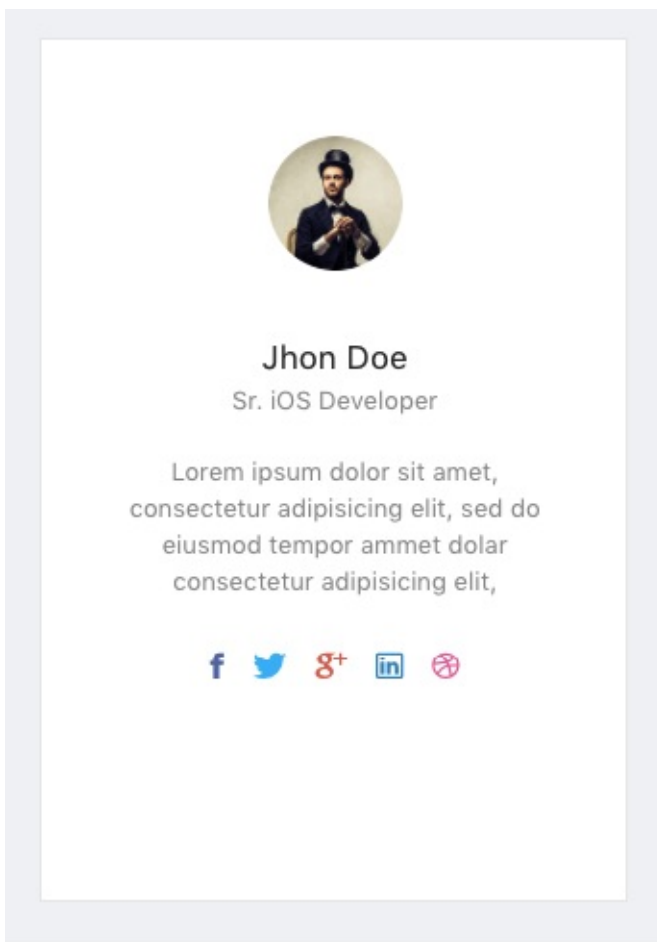 Jhon Doe
Sr. iOS Developer
Lorem ipsum dolor sit amet,
consectetur adipisicing elit, sed do
eiusmod tempor ammet dolar
consectetur adipisicing elit,
f g+ in